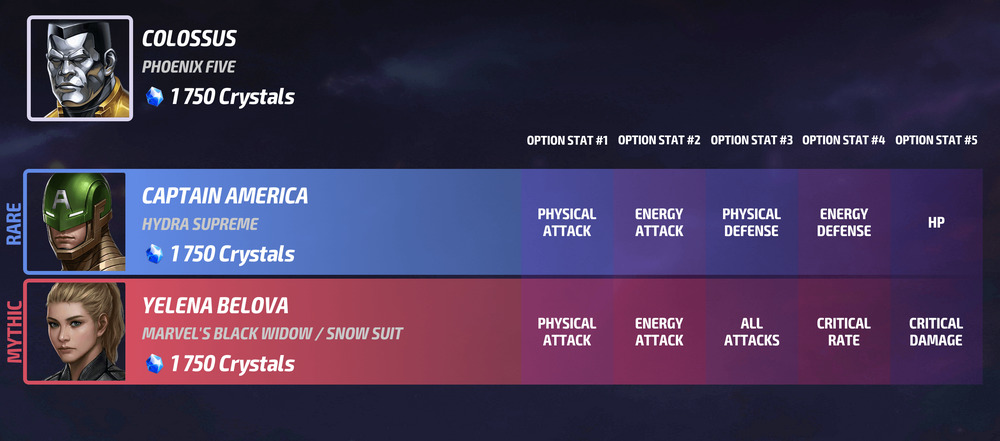 COLOSSUS
PHOENIX FIVE
1 750 Crystals
OPTION STAT #1 OPTION STAT #2 OPTION STAT #3 OPTION STAT #4 OPTION STAT #5
RARE
A
CAPTAIN AMERICA
HYDRA SUPREME
1 750 Crystals
PHYSICAL
ATTACK
ENERGY
ATTACK
PHYSICAL
DEFENSE
ENERGY
DEFENSE
HP
MYTHIC
YELENA BELOVA
MARVEL'S BLACK WIDOW / SNOW SUIT
1 750 Crystals
PHYSICAL
ATTACK
ENERGY
ATTACK
ALL
ATTACKS
CRITICAL
RATE
CRITICAL
DAMAGE